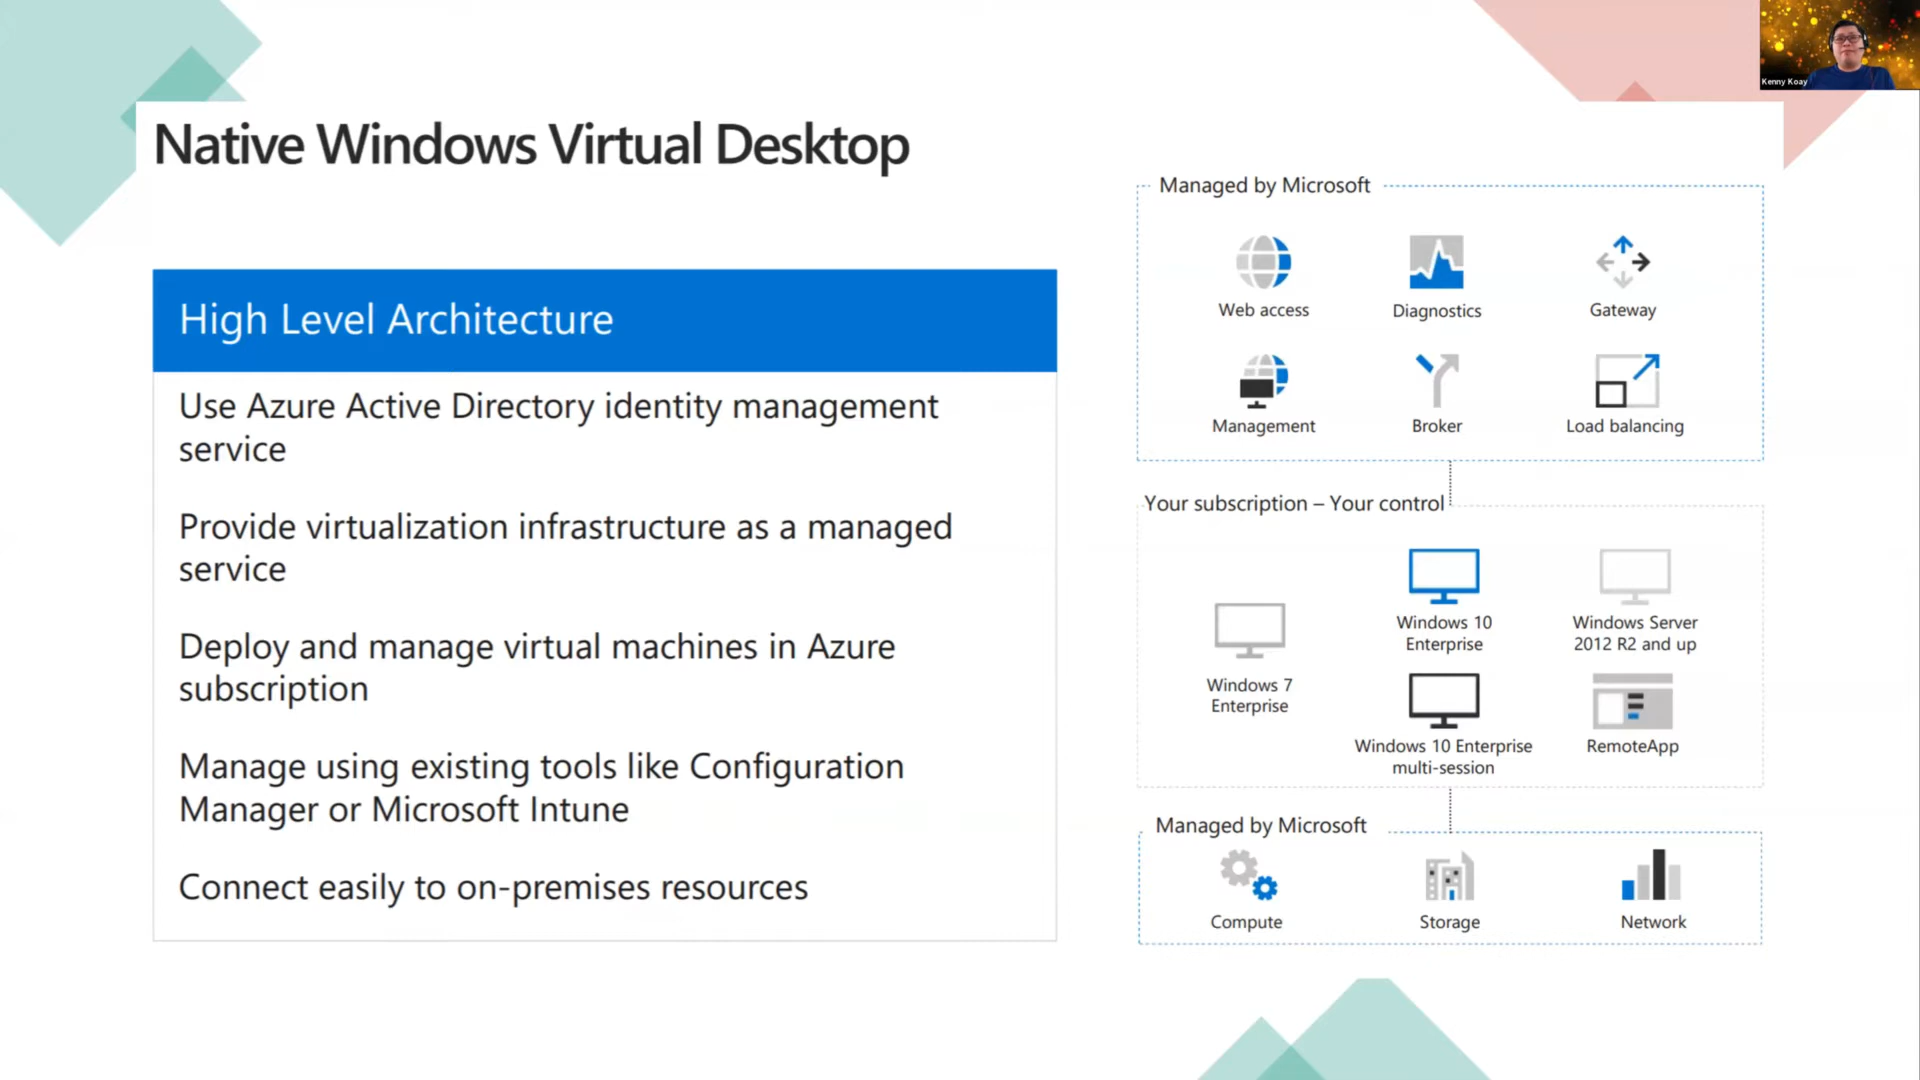 Kenny Koay
Native Windows Virtual Desktop
High Level Architecture
Use Azure Active Directory identity management
service
Provide virtualization infrastructure as a managed
service
Deploy and manage virtual machines in Azure
subscription
Manage using existing tools like Configuration
Manager or Microsoft Intune
Connect easily to on-premises resources
Managed by Microsoft
Web access
Diagnostics
Gateway
Management
Broker
Load balancing
Your subscription – Your control
Windows 7
Enterprise
Windows 10
Enterprise
Windows Server
2012 R2 and up
Windows 10 Enterprise
multi-session
RemoteApp
Managed by Microsoft
Compute
Storage
Network